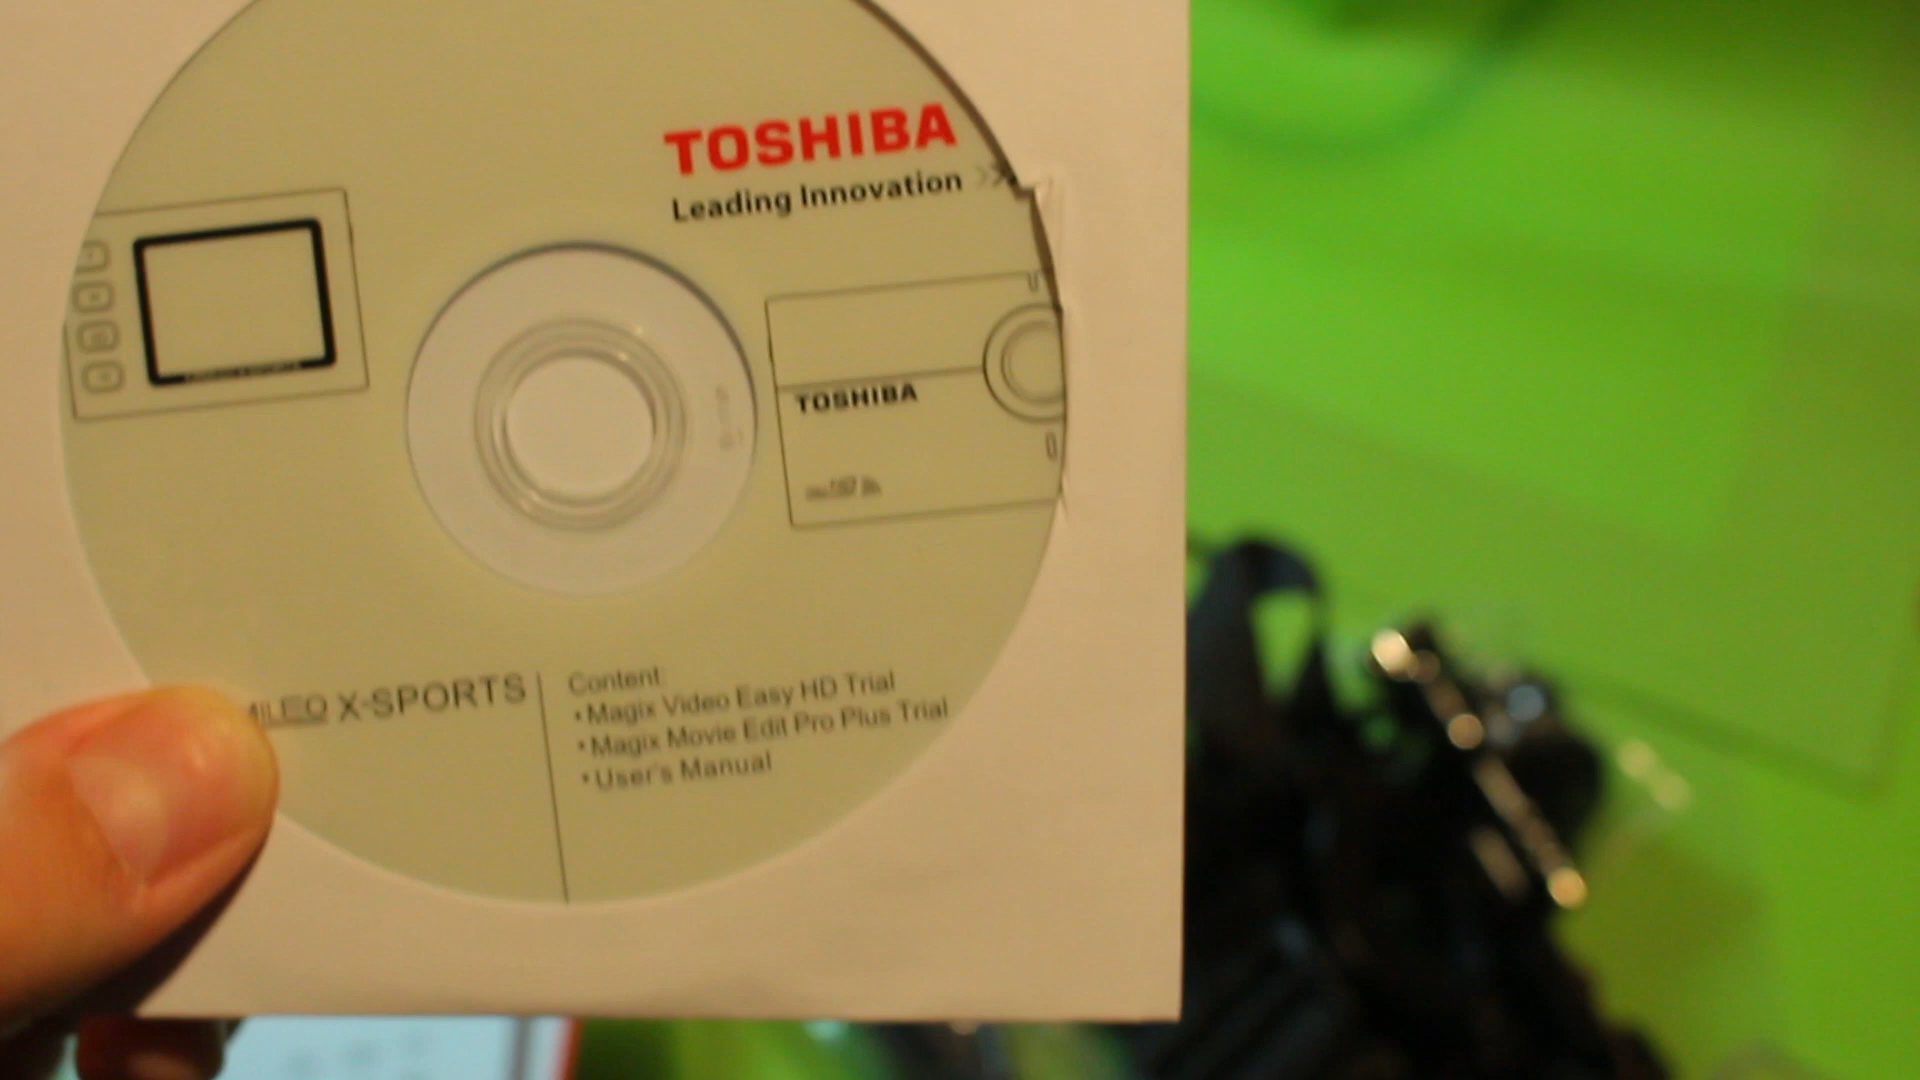 TOSHIBA
Leading Innovation >>>
TOSHIBA
MILEO X-SPORTS
Content:
• Magix Video Easy HD Trial
• Magix Movie Edit Pro Plus Trial
• User's Manual